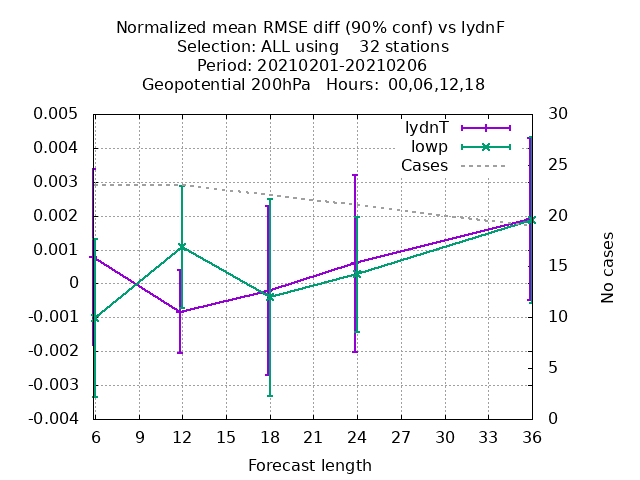 Normalized mean RMSE diff (90% conf) vs IydnF
Selection: ALL using    32 stations
Period: 20210201-20210206
Geopotential 200hPa   Hours: 00,06,12,18
IydnT
Iowp
Cases
0.005
0.004
0.003
0.002
0.001
0
-0.001
-0.002
-0.003
-0.004
30
25
20
15
10
5
0
No cases
6 9 12 15 18 21 24 27 30 33 36
Forecast length